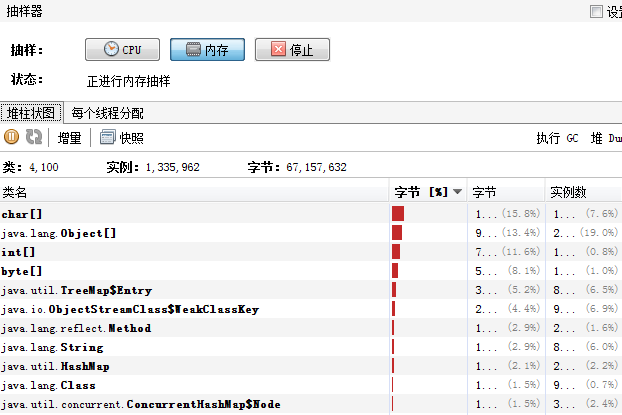 抽样器 设置
抽样： CPU 内存 停止
状态： 正进行内存抽样
堆柱状图 每个线程分配
增量 快照 执行 GC 堆 Du
类：4,100 实例：1,335,962 字节：67,157,632
类名 字节 [%] 字节 实例数
char[] 1... (15.8%) 1... (7.6%)
java.lang.Object[] 9... (13.4%) 2... (19.0%)
int[] 7... (11.6%) 1... (0.8%)
byte[] 5... (8.1%) 1... (1.0%)
java.util.TreeMap$Entry 3... (5.2%) 8... (6.5%)
java.io.ObjectStreamClass$WeakClassKey 2... (4.4%) 9... (6.9%)
java.lang.reflect.Method 1... (2.9%) 2... (1.6%)
java.lang.String 1... (2.9%) 8... (6.0%)
java.util.HashMap 1... (2.1%) 2... (2.2%)
java.lang.Class 1... (1.5%) 9... (0.7%)
java.util.concurrent.ConcurrentHashMap$Node 1... (1.5%) 3... (2.4%)